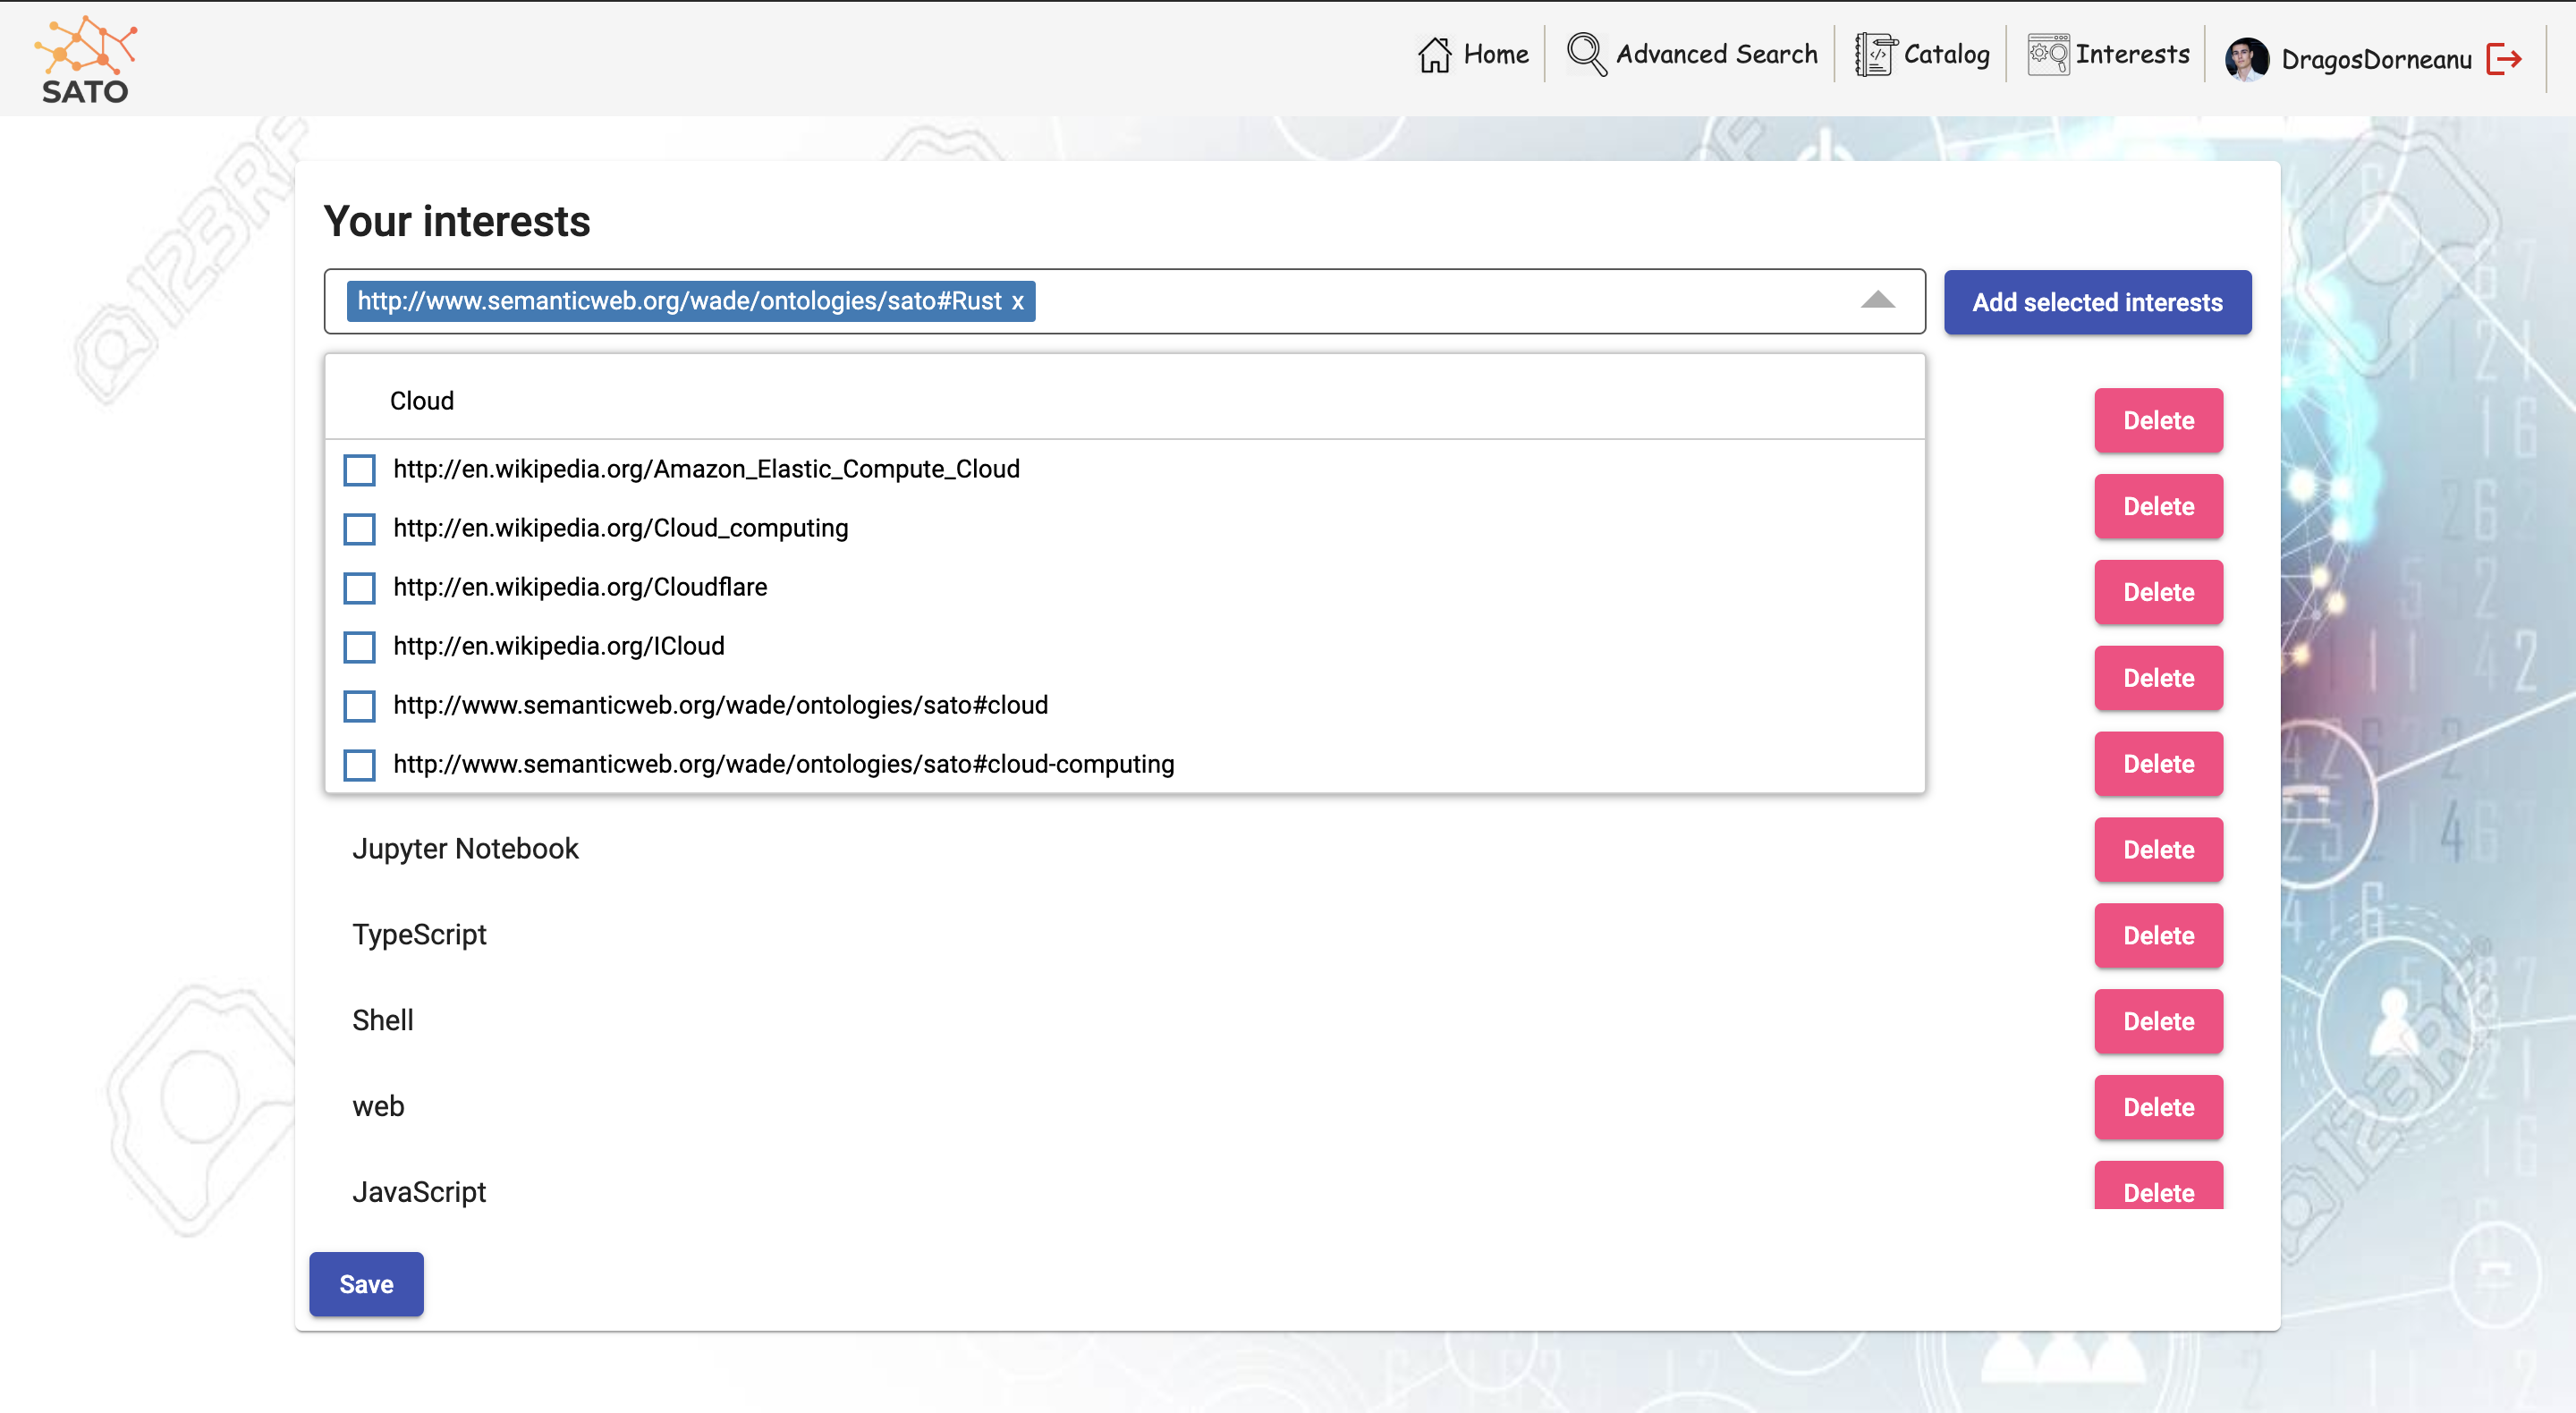 SATO
Home
Advanced Search
Catalog
Interests
DragosDorneanu
Your interests
http://www.semanticweb.org/wade/ontologies/sato#Rust x
Add selected interests
Cloud
Delete
http://en.wikipedia.org/Amazon_Elastic_Compute_Cloud
Delete
http://en.wikipedia.org/Cloud_computing
http://en.wikipedia.org/Cloudflare
Delete
http://en.wikipedia.org/ICloud
Delete
http://www.semanticweb.org/wade/ontologies/sato#cloud
http://www.semanticweb.org/wade/ontologies/sato#cloud-computing
Delete
Jupyter Notebook
Delete
TypeScript
Delete
Shell
Delete
web
Delete
JavaScript
Delete
Save
123RF
123RF